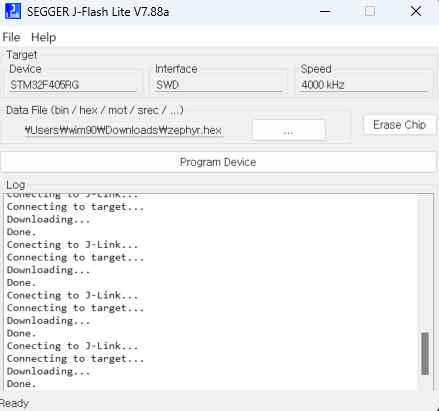 SEGGER J-Flash Lite V7.88a
File Help
Target
Device
STM32F405RG
Interface
SWD
Speed
4000 kHz
Data File (bin / hex / mot / srec / ...)
₩Users₩wim90₩Downloads₩zephyr.hex
...
Erase Chip
Program Device
Log
Conecting to J-Link...
Connecting to target...
Downloading...
Done.
Conecting to J-Link...
Connecting to target...
Downloading...
Done.
Conecting to J-Link...
Connecting to target...
Downloading...
Done.
Conecting to J-Link...
Connecting to target...
Downloading...
Done.
Ready